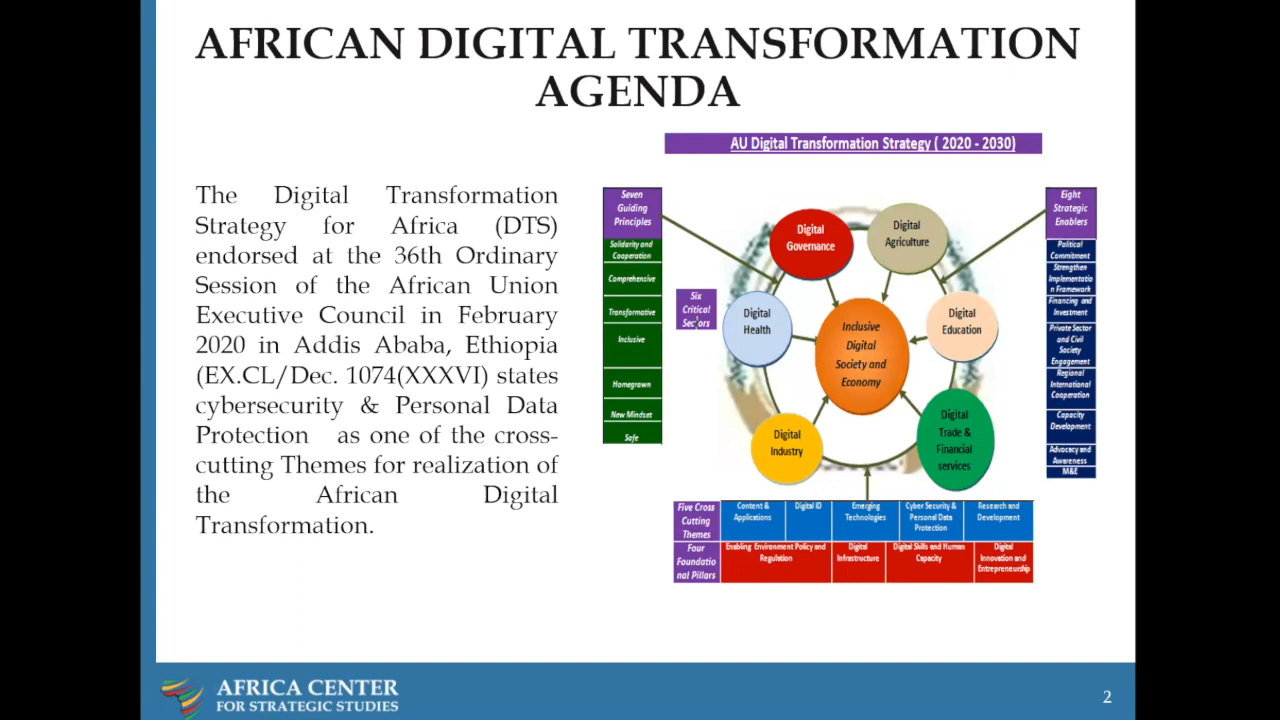 AFRICAN DIGITAL TRANSFORMATION
AGENDA
The Digital Transformation
Strategy for Africa (DTS)
endorsed at the 36th Ordinary
Session of the African Union
Executive Council in February
2020 in Addis Ababa, Ethiopia
(EX.CL/Dec. 1074(XXXVI) states
cybersecurity & Personal Data
Protection as one of the cross-
cutting Themes for realization of
the African Digital
Transformation.
AU Digital Transformation Strategy ( 2020 - 2030)
Seven
Guiding
Principles
Solidarity and
Cooperation
Comprehensive
Transformative
Inclusive
Homegrown
New Mindset
Safe
Six
Critical
Sectors
Digital
Governance
Digital
Agriculture
Digital
Health
Digital
Education
Inclusive
Digital
Society and
Economy
Digital
Industry
Digital
Trade &
Financial
services
Eight
Strategic
Enablers
Political
Commitment
Strengthen
Implementatio
n Framework
Financing and
Investment
Private Sector
and Civil
Society
Engagement
Regional
International
Cooperation
Capacity
Development
Advocacy and
Awareness
M&E
Five Cross
Cutting
Themes
Content &
Applications
Digital ID
Emerging
Technologies
Cyber Security &
Personal Data
Protection
Research and
Development
Four
Foundatio
nal Pillars
Enabling Environment Policy and
Regulation
Digital
Infrastructure
Digital Skills and Human
Capacity
Digital
Innovation and
Entrepreneurship
AFRICA CENTER
FOR STRATEGIC STUDIES
2